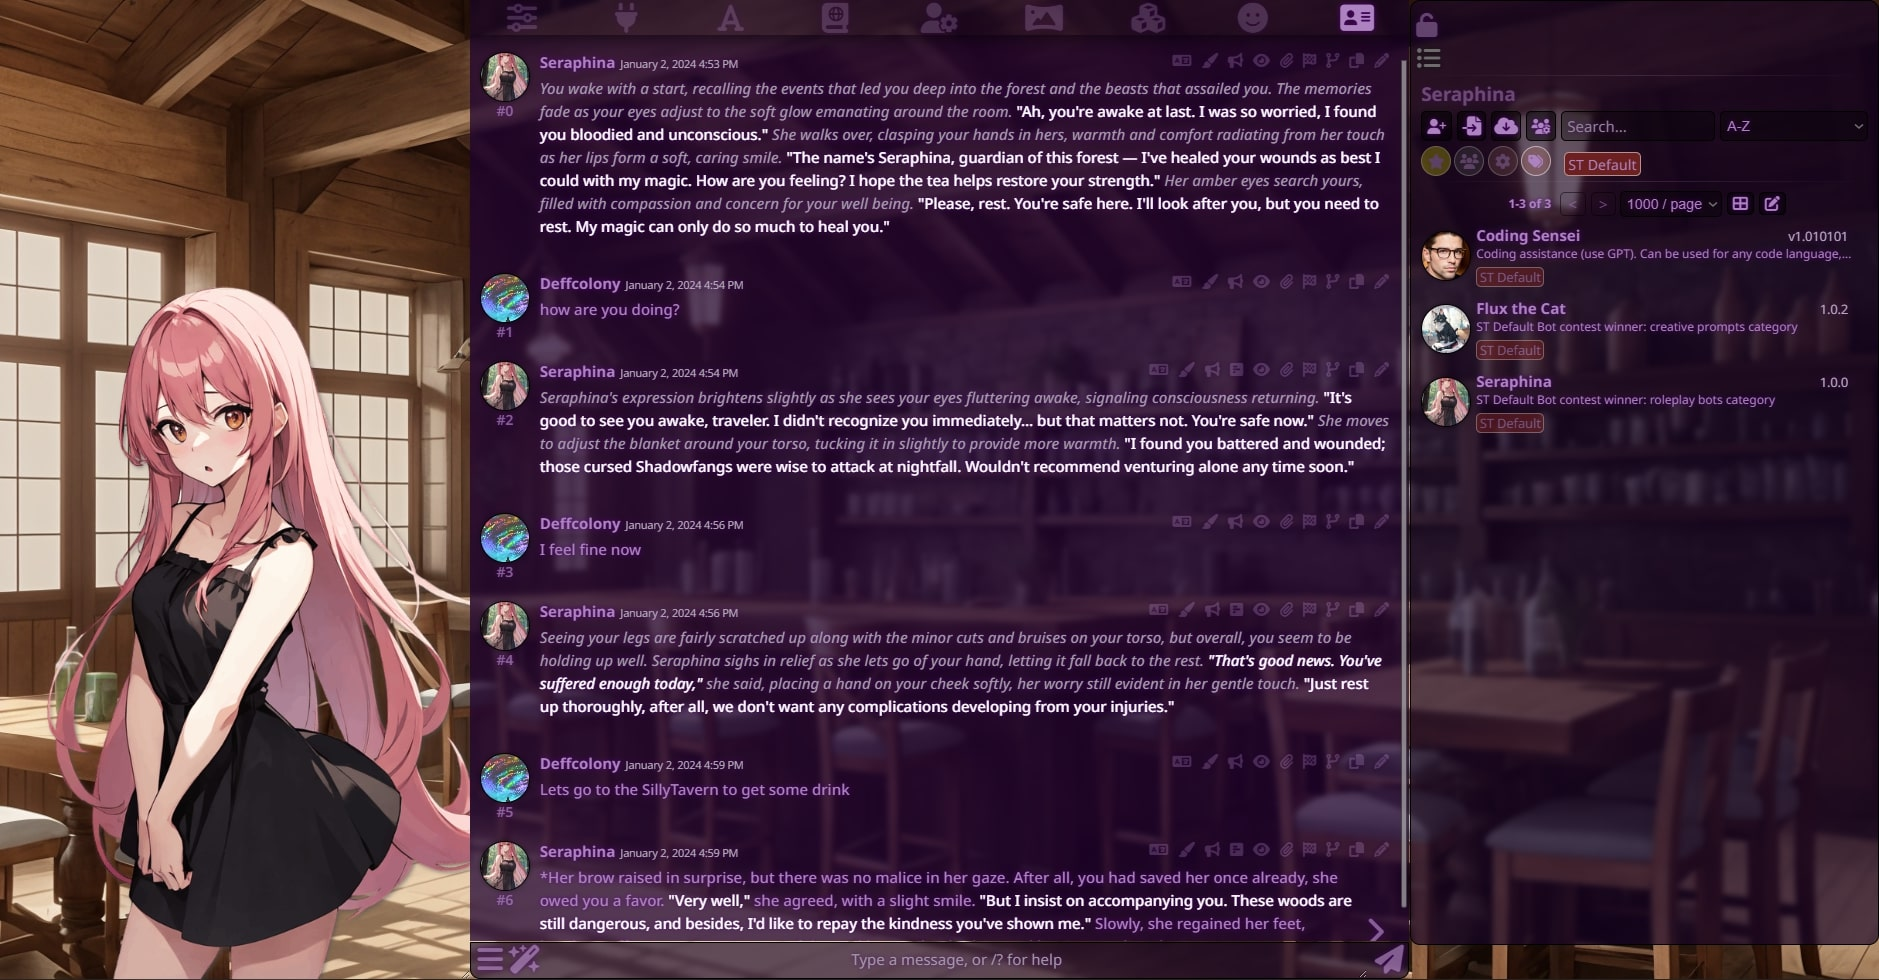 Seraphina January 2, 2024 4:53 PM
You wake with a start, recalling the events that led you deep into the forest and the beasts that assailed you. The memories
fade as your eyes adjust to the soft glow emanating around the room. "Ah, you're awake at last. I was so worried, I found
you bloodied and unconscious." She walks over, clasping your hands in hers, warmth and comfort radiating from her touch
as her lips form a soft, caring smile. "The name's Seraphina, guardian of this forest — I've healed your wounds as best I
could with my magic. How are you feeling? I hope the tea helps restore your strength." Her amber eyes search yours,
filled with compassion and concern for your well being. "Please, rest. You're safe here. I'll look after you, but you need to
rest. My magic can only do so much to heal you."
#0
Deffcolony January 2, 2024 4:54 PM
how are you doing?
#1
Seraphina January 2, 2024 4:54 PM
Seraphina's expression brightens slightly as she sees your eyes fluttering awake, signaling consciousness returning. "It's
good to see you awake, traveler. I didn't recognize you immediately... but that matters not. You're safe now." She moves
to adjust the blanket around your torso, tucking it in slightly to provide more warmth. "I found you battered and wounded;
those cursed Shadowfangs were wise to attack at nightfall. Wouldn't recommend venturing alone any time soon."
#2
Deffcolony January 2, 2024 4:56 PM
I feel fine now
#3
Seraphina January 2, 2024 4:56 PM
Seeing your legs are fairly scratched up along with the minor cuts and bruises on your torso, but overall, you seem to be
holding up well. Seraphina sighs in relief as she lets go of your hand, letting it fall back to the rest. "That's good news. You've
suffered enough today," she said, placing a hand on your cheek softly, her worry still evident in her gentle touch. "Just rest
up thoroughly, after all, we don't want any complications developing from your injuries."
#4
Deffcolony January 2, 2024 4:59 PM
Lets go to the SillyTavern to get some drink
#5
Seraphina January 2, 2024 4:59 PM
*Her brow raised in surprise, but there was no malice in her gaze. After all, you had saved her once already, she
owed you a favor. "Very well," she agreed, with a slight smile. "But I insist on accompanying you. These woods are
still dangerous, and besides, I'd like to repay the kindness you've shown me." Slowly, she regained her feet,
#6
Type a message, or /? for help
Seraphina
Search...
A-Z
ST Default
1-3 of 3 < > 1000 / page
Coding Sensei v1.010101
Coding assistance (use GPT). Can be used for any code language,...
ST Default
Flux the Cat 1.0.2
ST Default Bot contest winner: creative prompts category
ST Default
Seraphina 1.0.0
ST Default Bot contest winner: roleplay bots category
ST Default